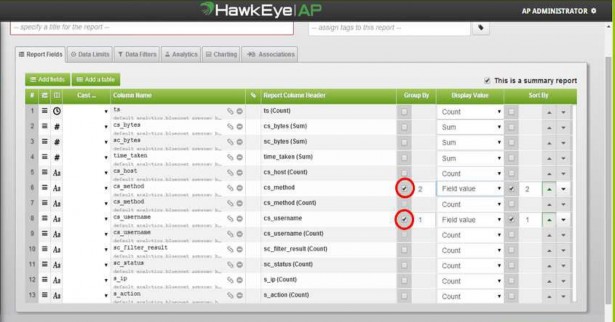 HawkEye|AP
AP ADMINISTRATOR
-- specify a title for the report --
-- assign tags to this report --
Report Fields Data Limits Data Filters Analytics Charting Associations
Add fields Add a table
This is a summary report
# Cast ... Column Name Report Column Header Group By Display Value Sort By
1 ts ts (Count) Count
2 # cs_bytes cs_bytes (Sum) Sum
3 # sc_bytes sc_bytes (Sum) Sum
4 # time_taken time_taken (Sum) Sum
5 Aa cs_host cs_host (Count) Count
6 Aa cs_method cs_method 2 Field value 2
7 Aa cs_method cs_method (Count) Count
8 Aa cs_username cs_username 1 Field value 1
9 Aa cs_username cs_username (Count) Count
10 Aa sc_filter_result sc_filter_result (Count) Count
11 Aa sc_status sc_status (Count) Count
12 Aa s_ip s_ip (Count) Count
13 Aa s_action s_action (Count) Count